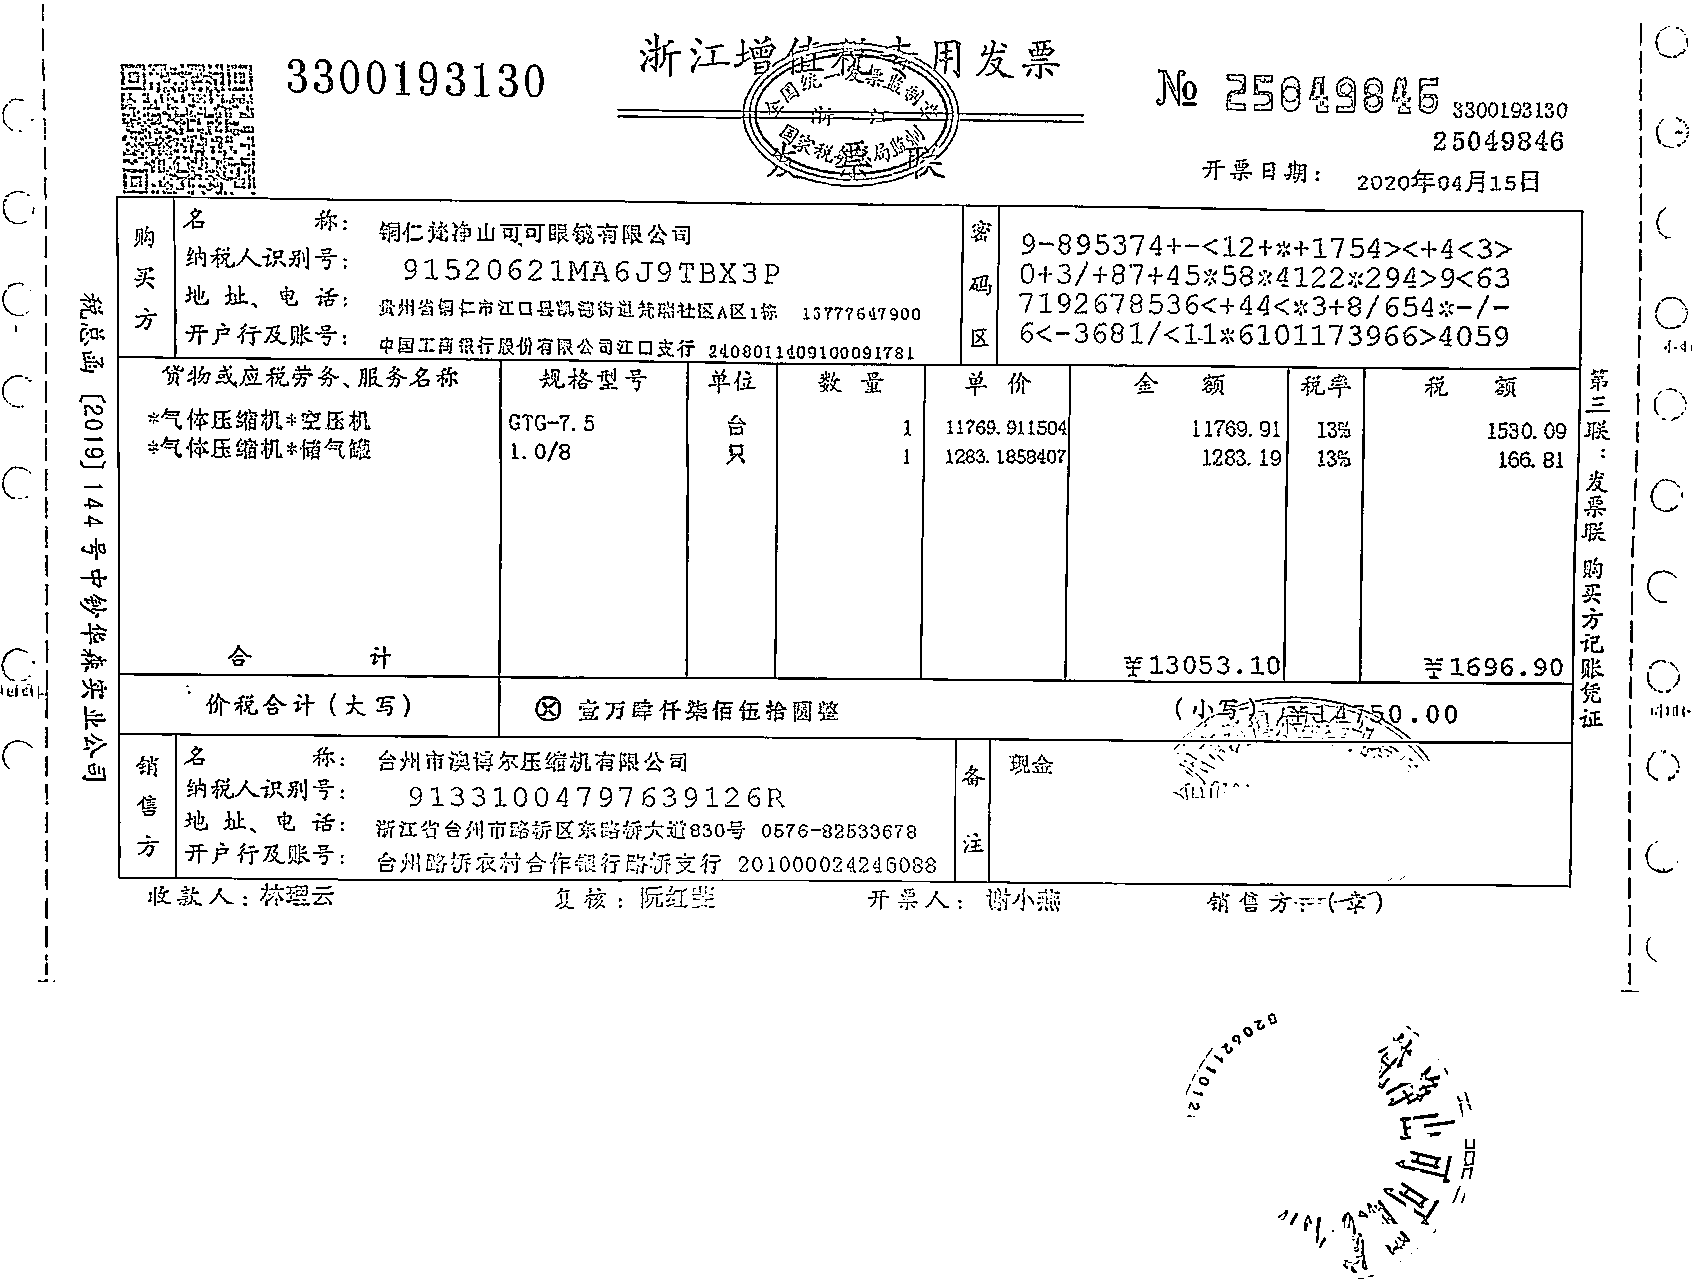 浙江增值税专用发票
3300193130
№ 25049846 3300193130
25049846
全国统一发票监制章
浙 江
国家税务 局监制
发票联
开票日期： 2020年04月15日
购买方
名 称： 铜仁梵净山可可眼镜有限公司
纳税人识别号： 91520621MA6J9TBX3P
地 址、电 话： 贵州省铜仁市江口县凯德街道梵瑞社区A区1栋 13777647900
开户行及账号： 中国工商银行股份有限公司江口支行 2408011409100091781
密码区
9-895374+-<12+*+1754><+4<3>
0+3/+87+45*58*4122*294>9<63
7192678536<+44<*3+8/654*-/-
6<-3681/<11*6101173966>4059
货物或应税劳务、服务名称 规格型号 单位 数 量 单 价 金 额 税率 税 额
*气体压缩机*空压机 GTG-7.5 台 1 11769.911504 11769.91 13% 1530.09
*气体压缩机*储气罐 1.0/8 只 1 1283.1858407 1283.19 13% 166.81
合 计 ¥13053.10 ¥1696.90
价税合计（大写） ⊗ 壹万肆仟柒佰伍拾圆整 （小写） ¥14750.00
销售方
名 称： 台州市澳博尔压缩机有限公司
纳税人识别号： 91331004797639126R
地 址、电 话： 浙江省台州市路桥区东路桥大道830号 0576-82533678
开户行及账号： 台州路桥农村合作银行路桥支行 201000024246088
备注
现金
收款人：林理云 复核：阮红 开票人：谢小燕 销售方：（章）
税总函〔2019〕144号中钞华森实业公司
第三联：发票联 购买方记账凭证
净山可可